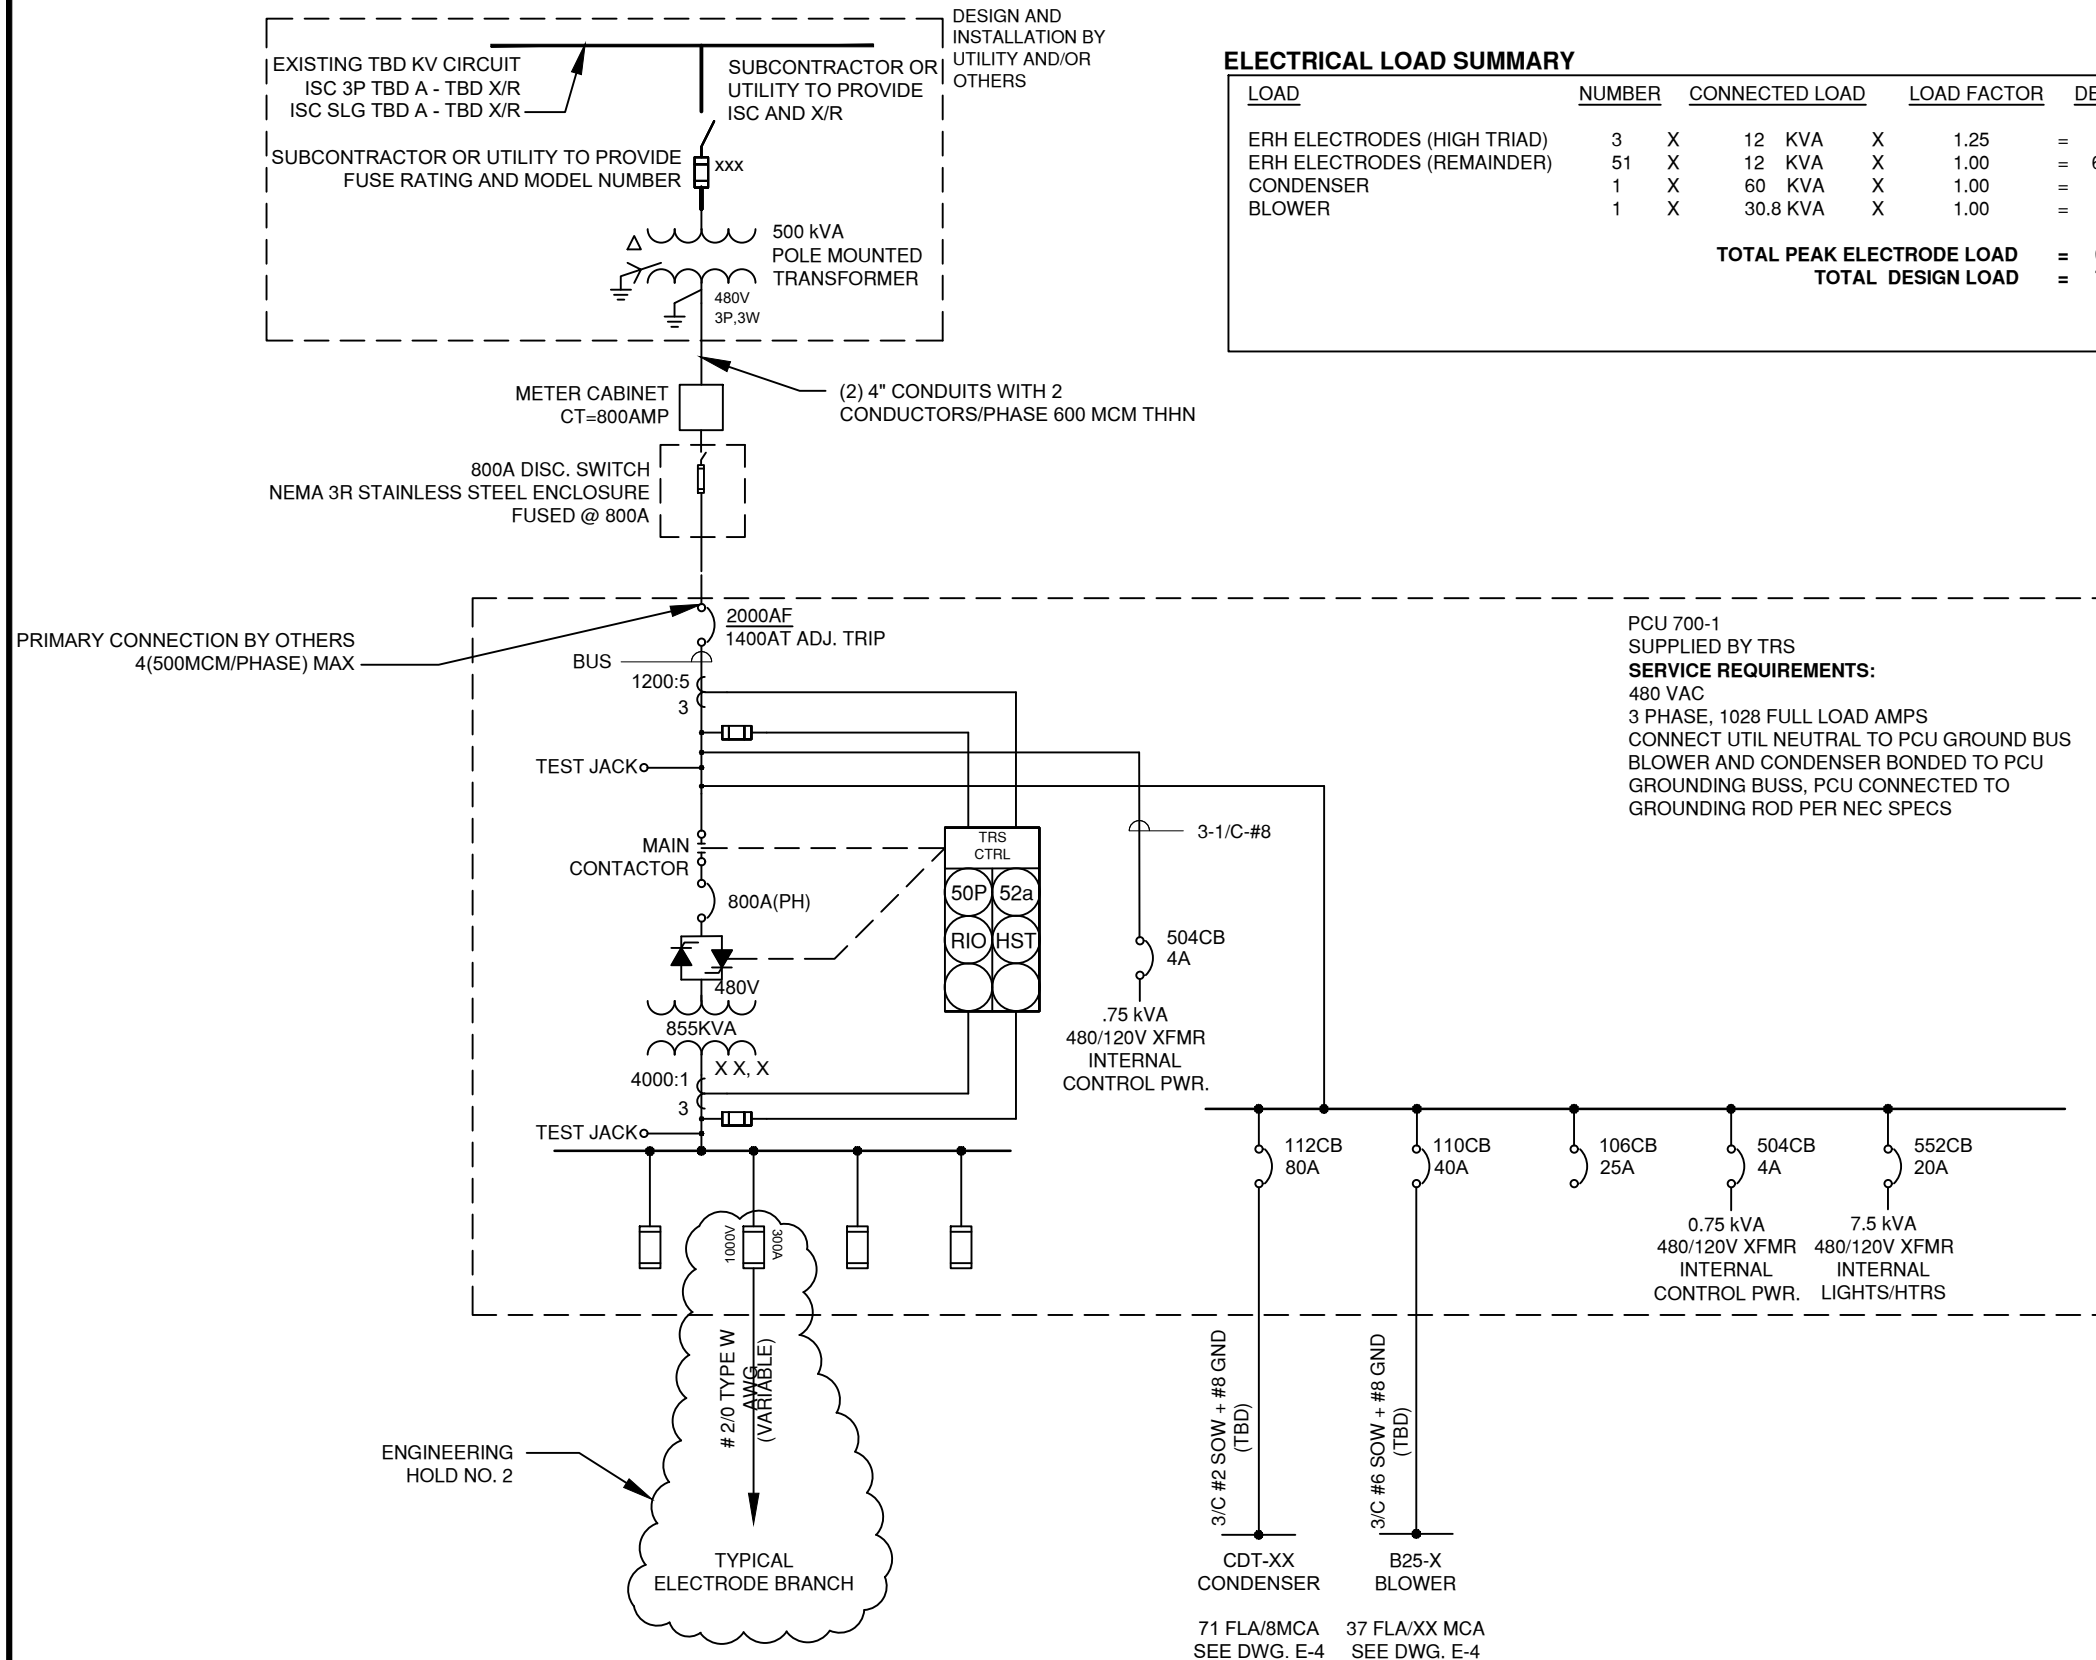 DESIGN AND
INSTALLATION BY
UTILITY AND/OR
OTHERS
EXISTING TBD KV CIRCUIT
ISC 3P TBD A - TBD X/R
ISC SLG TBD A - TBD X/R
SUBCONTRACTOR OR
UTILITY TO PROVIDE
ISC AND X/R
SUBCONTRACTOR OR UTILITY TO PROVIDE
FUSE RATING AND MODEL NUMBER
XXX
500 kVA
POLE MOUNTED
TRANSFORMER
Δ
480V
3P,3W
ELECTRICAL LOAD SUMMARY
LOAD NUMBER CONNECTED LOAD LOAD FACTOR DE
ERH ELECTRODES (HIGH TRIAD) 3 X 12 KVA X 1.25 =
ERH ELECTRODES (REMAINDER) 51 X 12 KVA X 1.00 = 6
CONDENSER 1 X 60 KVA X 1.00 =
BLOWER 1 X 30.8 KVA X 1.00 =
TOTAL PEAK ELECTRODE LOAD =
TOTAL DESIGN LOAD =
METER CABINET
CT=800AMP
(2) 4" CONDUITS WITH 2
CONDUCTORS/PHASE 600 MCM THHN
800A DISC. SWITCH
NEMA 3R STAINLESS STEEL ENCLOSURE
FUSED @ 800A
PRIMARY CONNECTION BY OTHERS
4(500MCM/PHASE) MAX
2000AF
1400AT ADJ. TRIP
BUS
1200:5
3
TEST JACK
MAIN
CONTACTOR
800A(PH)
480V
855KVA
X X, X
4000:1
3
TEST JACK
TRS
CTRL
50P 52a
RIO HST
3-1/C-#8
504CB
4A
.75 kVA
480/120V XFMR
INTERNAL
CONTROL PWR.
PCU 700-1
SUPPLIED BY TRS
SERVICE REQUIREMENTS:
480 VAC
3 PHASE, 1028 FULL LOAD AMPS
CONNECT UTIL NEUTRAL TO PCU GROUND BUS
BLOWER AND CONDENSER BONDED TO PCU
GROUNDING BUSS, PCU CONNECTED TO
GROUNDING ROD PER NEC SPECS
112CB
80A
110CB
40A
106CB
25A
504CB
4A
552CB
20A
0.75 kVA
480/120V XFMR
INTERNAL
CONTROL PWR.
7.5 kVA
480/120V XFMR
INTERNAL
LIGHTS/HTRS
1000V
300A
# 2/0 TYPE W
AWG
(VARIABLE)
ENGINEERING
HOLD NO. 2
TYPICAL
ELECTRODE BRANCH
3/C #2 SOW + #8 GND
(TBD)
3/C #6 SOW + #8 GND
(TBD)
CDT-XX
CONDENSER
71 FLA/8MCA
SEE DWG. E-4
B25-X
BLOWER
37 FLA/XX MCA
SEE DWG. E-4